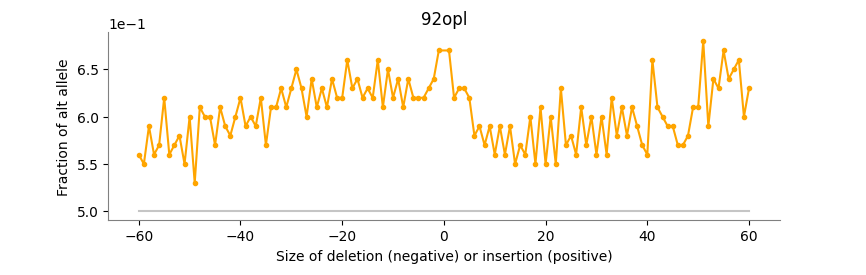 92opl
1e−1
Fraction of alt allele
6.5
6.0
5.5
5.0
−60 −40 −20 0 20 40 60
Size of deletion (negative) or insertion (positive)